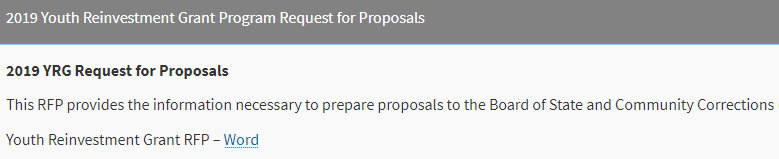 2019 Youth Reinvestment Grant Program Request for Proposals
2019 YRG Request for Proposals
This RFP provides the information necessary to prepare proposals to the Board of State and Community Corrections
Youth Reinvestment Grant RFP – Word